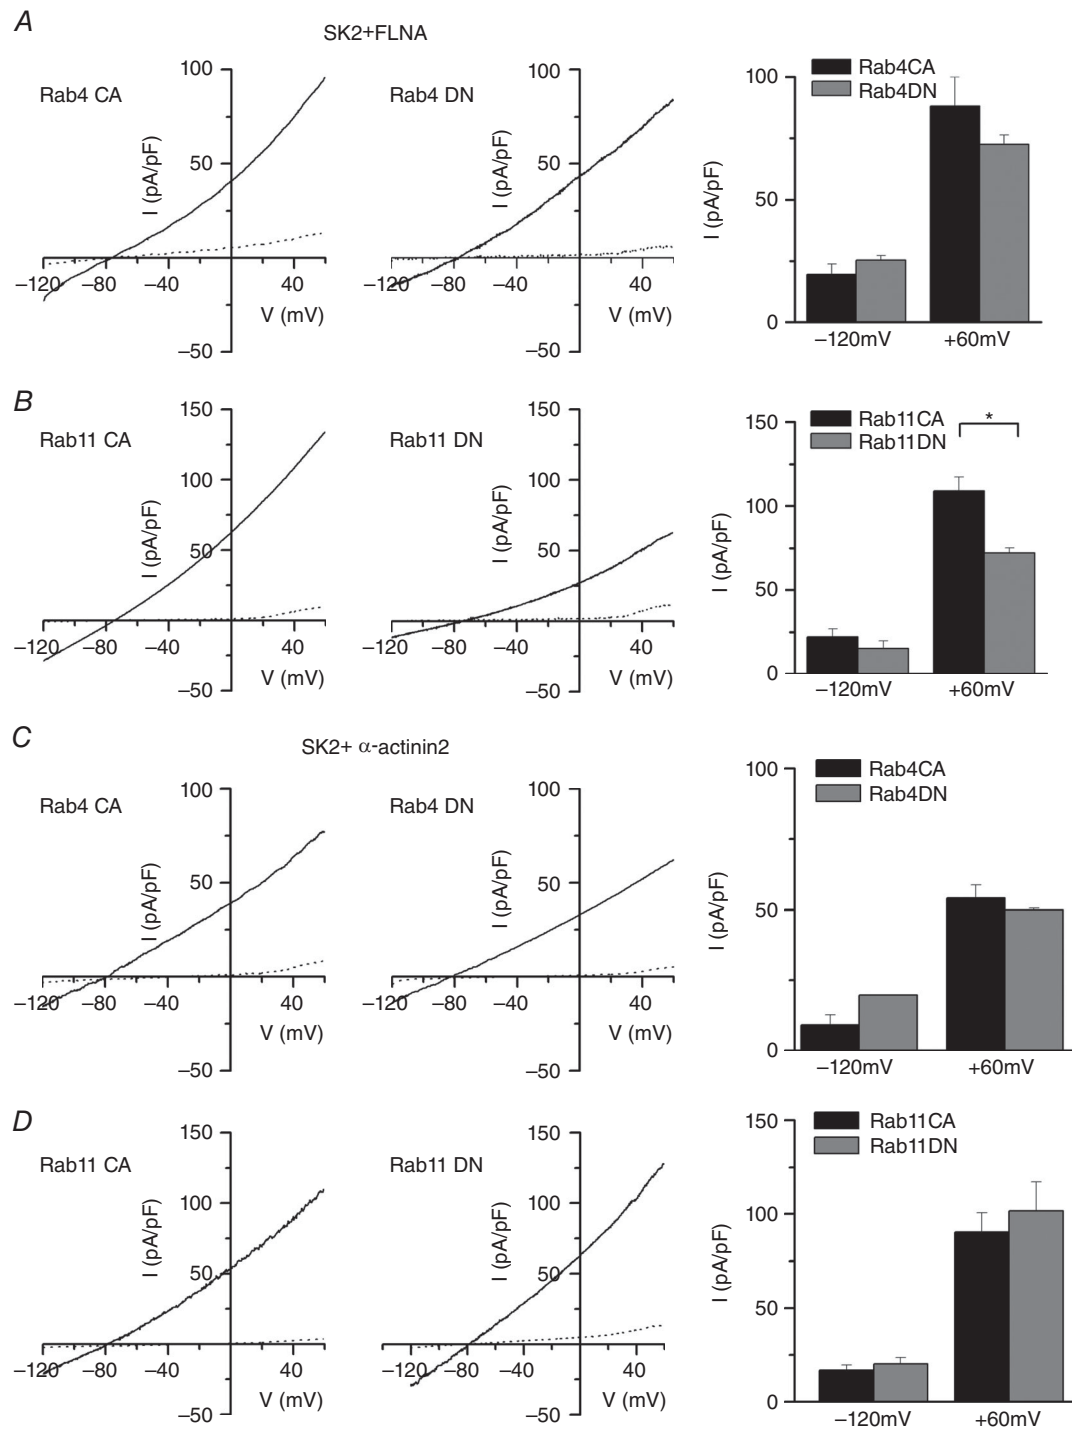 A
SK2+FLNA
Rab4 CA
100
50
−50
I (pA/pF)
−120 −80 −40 40
V (mV)
Rab4 DN
100
50
−50
I (pA/pF)
−120 −80 −40 40
V (mV)
Rab4CA
Rab4DN
100
50
0
I (pA/pF)
−120mV +60mV
B
Rab11 CA
150
100
50
−50
I (pA/pF)
−120 −80 −40 40
V (mV)
Rab11 DN
150
100
50
−50
I (pA/pF)
−120 −80 −40 40
V (mV)
Rab11CA
Rab11DN
*
150
100
50
0
I (pA/pF)
−120mV +60mV
C
SK2+ α-actinin2
Rab4 CA
100
50
−50
I (pA/pF)
−120 −80 −40 40
V (mV)
Rab4 DN
100
50
−50
I (pA/pF)
−120 −80 −40 40
V (mV)
Rab4CA
Rab4DN
100
50
0
I (pA/pF)
−120mV +60mV
D
Rab11 CA
150
100
50
−50
I (pA/pF)
−120 −80 −40 40
V (mV)
Rab11 DN
150
100
50
−50
I (pA/pF)
−120 −80 −40 40
V (mV)
Rab11CA
Rab11DN
150
100
50
0
I (pA/pF)
−120mV +60mV